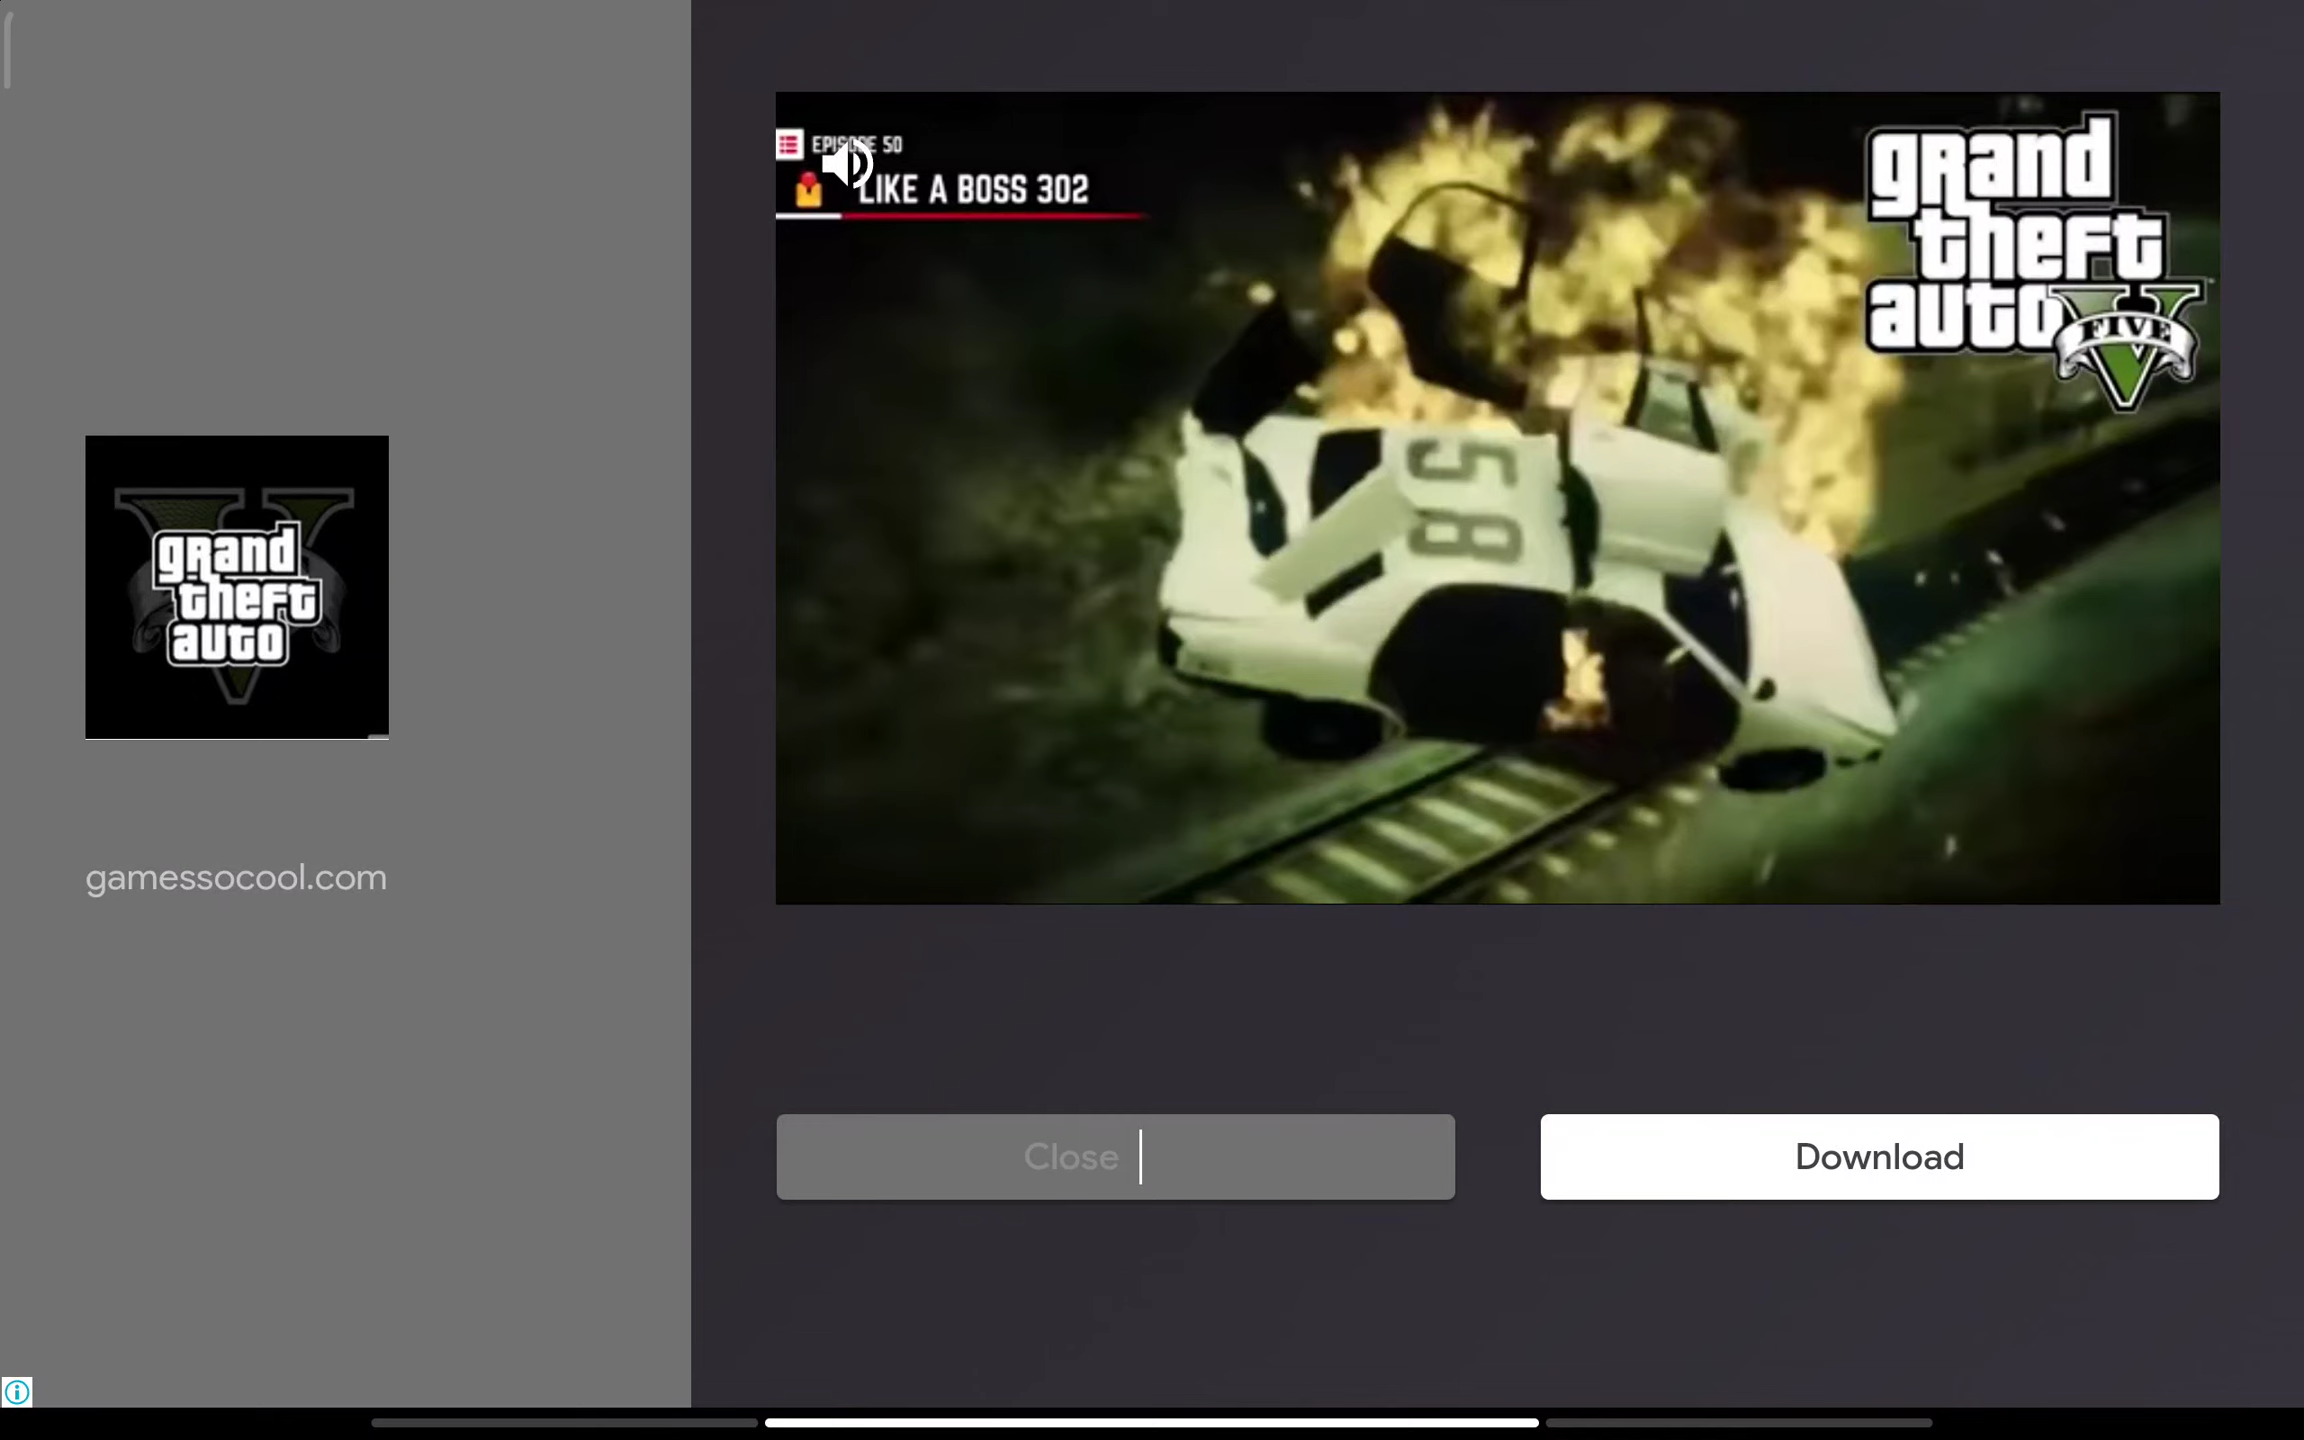 EPISODE 50
LIKE A BOSS 302
grand
theft
auto
FIVE
grand
theft
auto
58
gamessocool.com
Close
Download